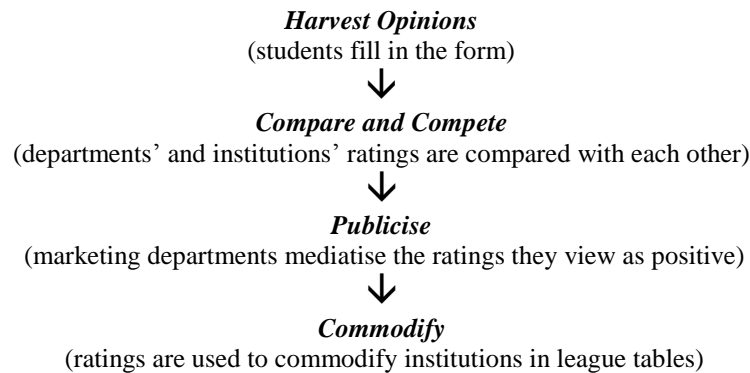 Harvest Opinions
(students fill in the form)
↓
Compare and Compete
(departments’ and institutions’ ratings are compared with each other)
↓
Publicise
(marketing departments mediatise the ratings they view as positive)
↓
Commodify
(ratings are used to commodify institutions in league tables)